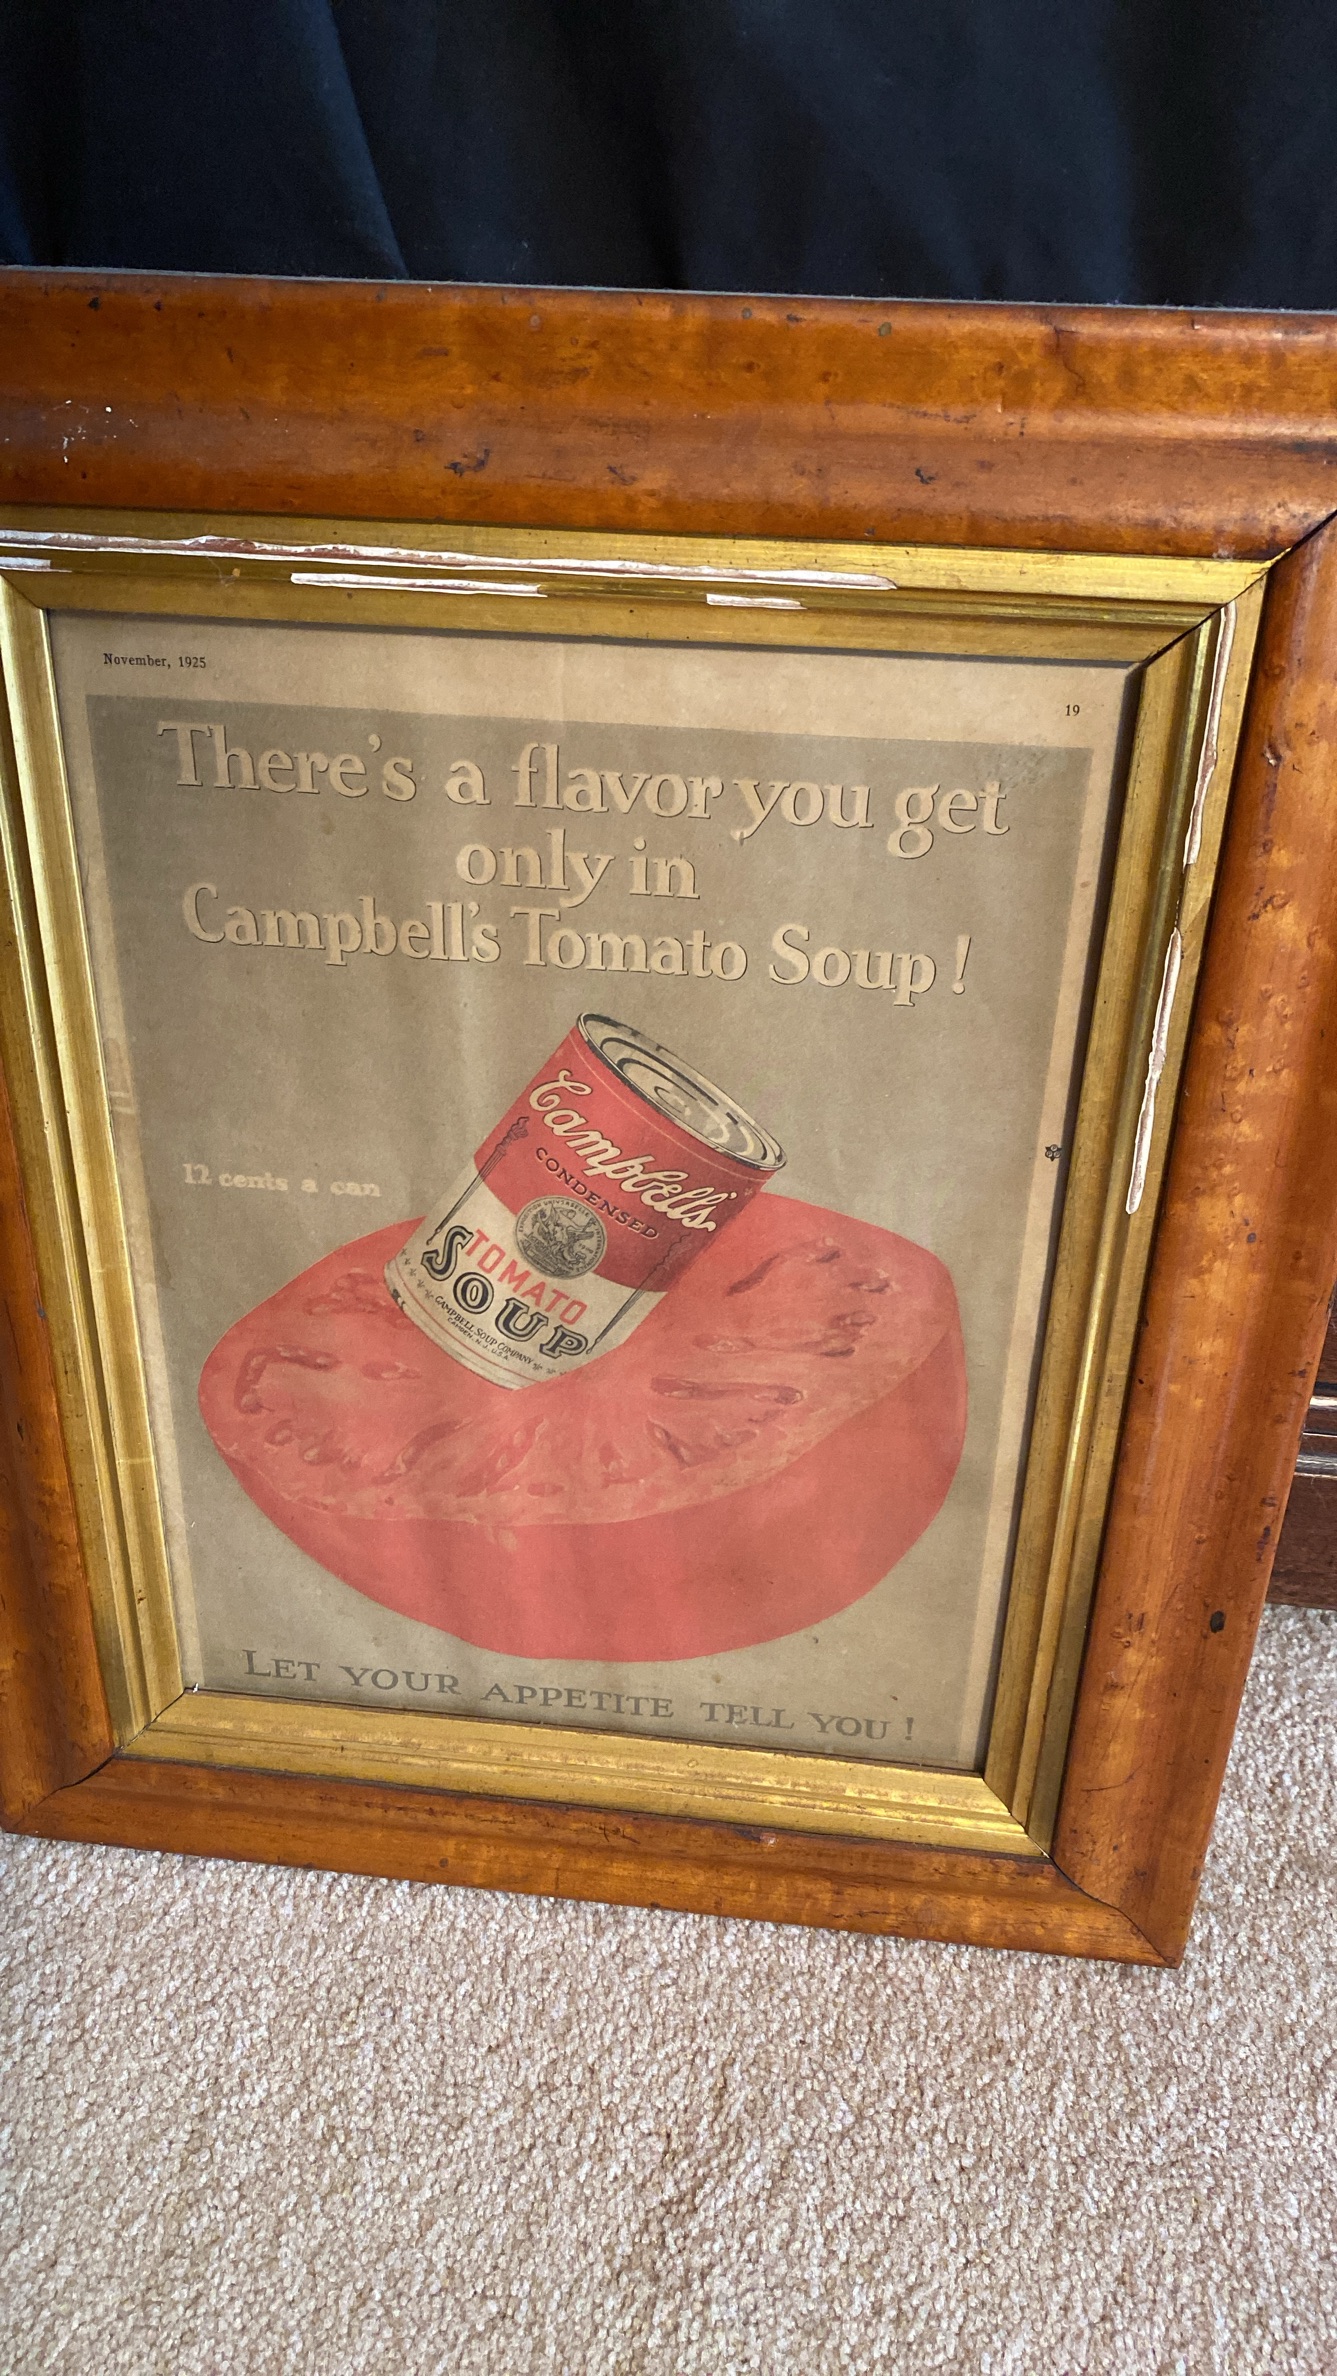 November, 1925
19
There's a flavor you get
only in
Campbell's Tomato Soup!
12 cents a can
Campbell's
CONDENSED
TOMATO
SOUP
CAMPBELL SOUP COMPANY
CAMDEN, N.J., U.S.A.
LET YOUR APPETITE TELL YOU!